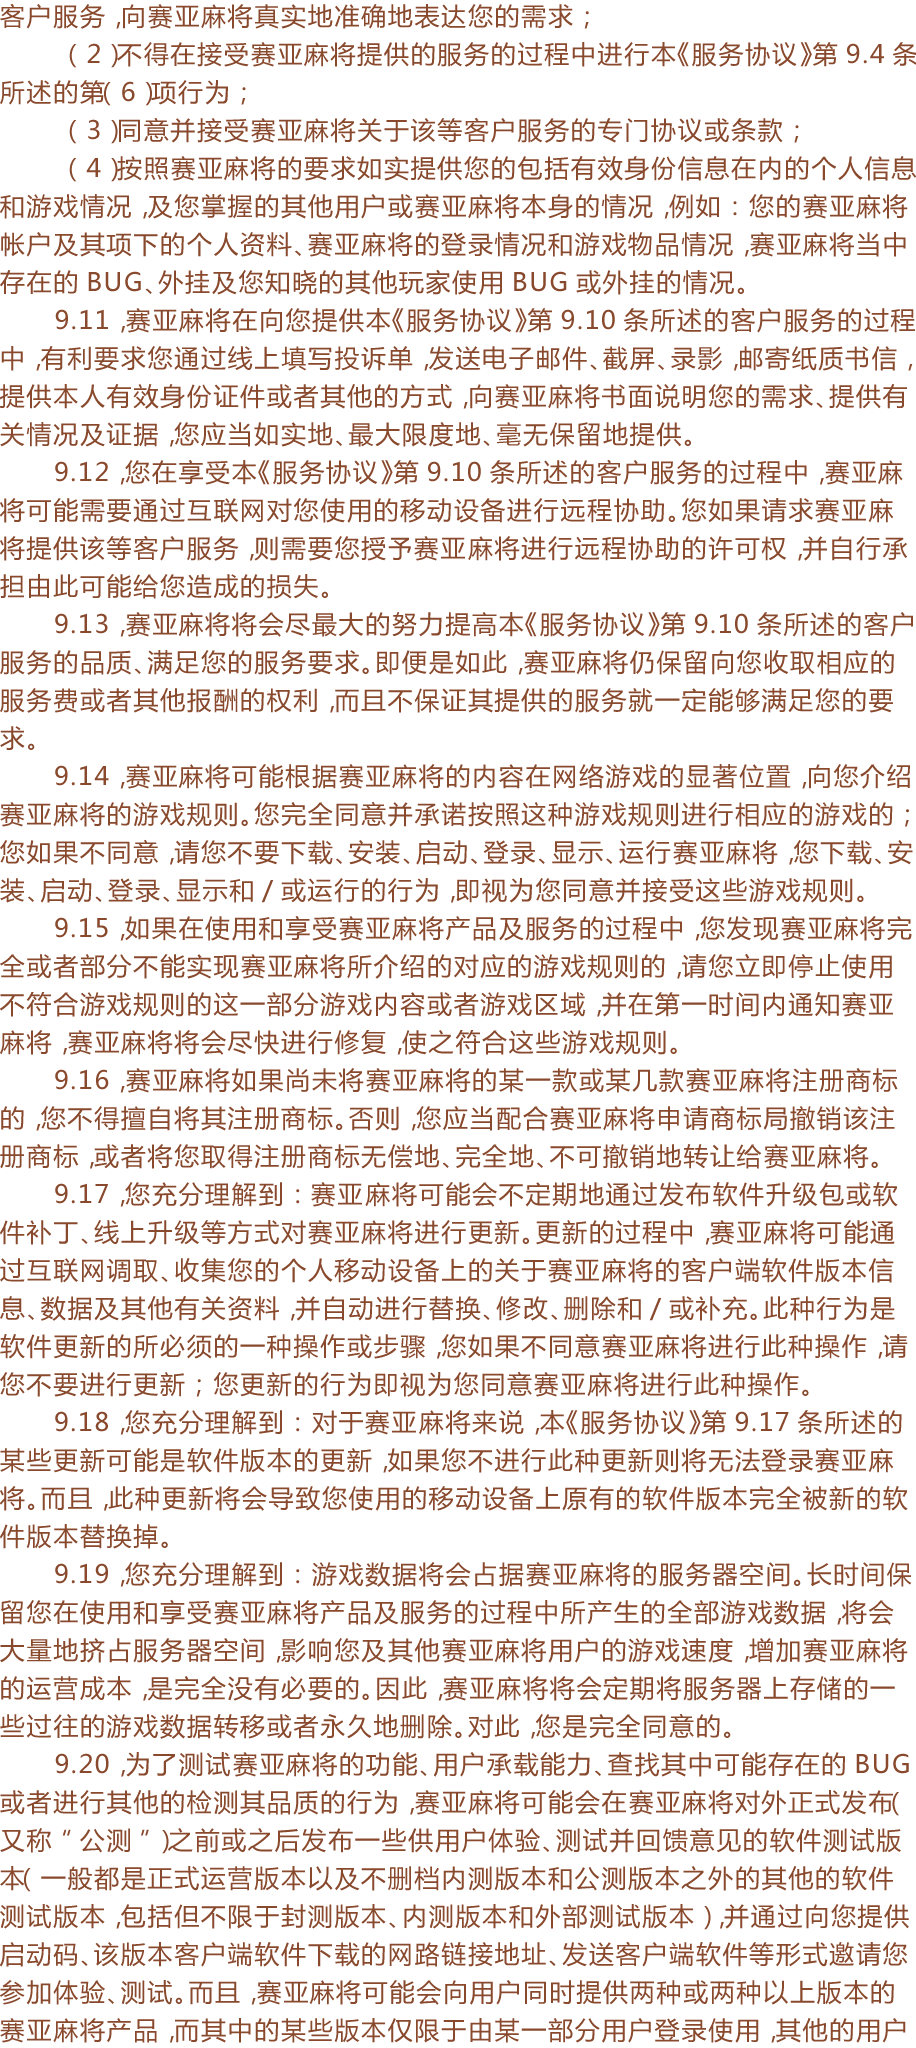 客户服务，向赛亚麻将真实地准确地表达您的需求；
（2）不得在接受赛亚麻将提供的服务的过程中进行本《服务协议》第 9.4 条
所述的第（6）项行为；
（3）同意并接受赛亚麻将关于该等客户服务的专门协议或条款；
（4）按照赛亚麻将的要求如实提供您的包括有效身份信息在内的个人信息
和游戏情况，及您掌握的其他用户或赛亚麻将本身的情况，例如：您的赛亚麻将
帐户及其项下的个人资料、赛亚麻将的登录情况和游戏物品情况，赛亚麻将当中
存在的 BUG、外挂及您知晓的其他玩家使用 BUG 或外挂的情况。
9.11，赛亚麻将在向您提供本《服务协议》第 9.10 条所述的客户服务的过程
中，有利要求您通过线上填写投诉单，发送电子邮件、截屏、录影，邮寄纸质书信，
提供本人有效身份证件或者其他的方式，向赛亚麻将书面说明您的需求、提供有
关情况及证据，您应当如实地、最大限度地、毫无保留地提供。
9.12，您在享受本《服务协议》第 9.10 条所述的客户服务的过程中，赛亚麻
将可能需要通过互联网对您使用的移动设备进行远程协助。您如果请求赛亚麻
将提供该等客户服务，则需要您授予赛亚麻将进行远程协助的许可权，并自行承
担由此可能给您造成的损失。
9.13，赛亚麻将将会尽最大的努力提高本《服务协议》第 9.10 条所述的客户
服务的品质、满足您的服务要求。即便是如此，赛亚麻将仍保留向您收取相应的
服务费或者其他报酬的权利，而且不保证其提供的服务就一定能够满足您的要
求。
9.14，赛亚麻将可能根据赛亚麻将的内容在网络游戏的显著位置，向您介绍
赛亚麻将的游戏规则。您完全同意并承诺按照这种游戏规则进行相应的游戏的；
您如果不同意，请您不要下载、安装、启动、登录、显示、运行赛亚麻将，您下载、安
装、启动、登录、显示和 / 或运行的行为，即视为您同意并接受这些游戏规则。
9.15，如果在使用和享受赛亚麻将产品及服务的过程中，您发现赛亚麻将完
全或者部分不能实现赛亚麻将所介绍的对应的游戏规则的，请您立即停止使用
不符合游戏规则的这一部分游戏内容或者游戏区域，并在第一时间内通知赛亚
麻将，赛亚麻将将会尽快进行修复，使之符合这些游戏规则。
9.16，赛亚麻将如果尚未将赛亚麻将的某一款或某几款赛亚麻将注册商标
的，您不得擅自将其注册商标。否则，您应当配合赛亚麻将申请商标局撤销该注
册商标，或者将您取得注册商标无偿地、完全地、不可撤销地转让给赛亚麻将。
9.17，您充分理解到：赛亚麻将可能会不定期地通过发布软件升级包或软
件补丁、线上升级等方式对赛亚麻将进行更新。更新的过程中，赛亚麻将可能通
过互联网调取、收集您的个人移动设备上的关于赛亚麻将的客户端软件版本信
息、数据及其他有关资料，并自动进行替换、修改、删除和 / 或补充。此种行为是
软件更新的所必须的一种操作或步骤，您如果不同意赛亚麻将进行此种操作，请
您不要进行更新；您更新的行为即视为您同意赛亚麻将进行此种操作。
9.18，您充分理解到：对于赛亚麻将来说，本《服务协议》第 9.17 条所述的
某些更新可能是软件版本的更新，如果您不进行此种更新则将无法登录赛亚麻
将。而且，此种更新将会导致您使用的移动设备上原有的软件版本完全被新的软
件版本替换掉。
9.19，您充分理解到：游戏数据将会占据赛亚麻将的服务器空间。长时间保
留您在使用和享受赛亚麻将产品及服务的过程中所产生的全部游戏数据，将会
大量地挤占服务器空间，影响您及其他赛亚麻将用户的游戏速度，增加赛亚麻将
的运营成本，是完全没有必要的。因此，赛亚麻将将会定期将服务器上存储的一
些过往的游戏数据转移或者永久地删除。对此，您是完全同意的。
9.20，为了测试赛亚麻将的功能、用户承载能力、查找其中可能存在的 BUG
或者进行其他的检测其品质的行为，赛亚麻将可能会在赛亚麻将对外正式发布（
又称“公测”）之前或之后发布一些供用户体验、测试并回馈意见的软件测试版
本（一般都是正式运营版本以及不删档内测版本和公测版本之外的其他的软件
测试版本，包括但不限于封测版本、内测版本和外部测试版本），并通过向您提供
启动码、该版本客户端软件下载的网路链接地址、发送客户端软件等形式邀请您
参加体验、测试。而且，赛亚麻将可能会向用户同时提供两种或两种以上版本的
赛亚麻将产品，而其中的某些版本仅限于由某一部分用户登录使用，其他的用户